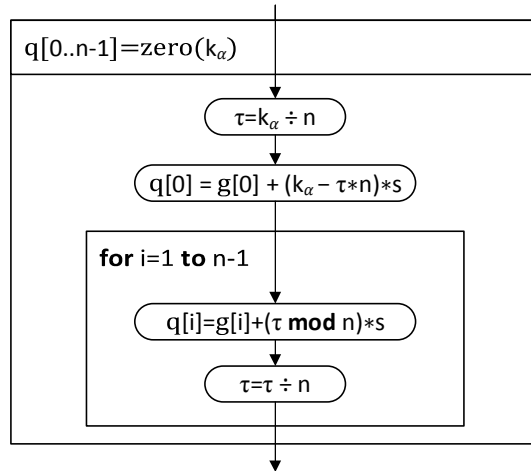 q[0..n-1]=zero(kα)
τ=kα ÷ n
q[0] = g[0] + (kα – τ*n)*s
for i=1 to n-1
q[i]=g[i]+(τ mod n)*s
τ=τ ÷ n